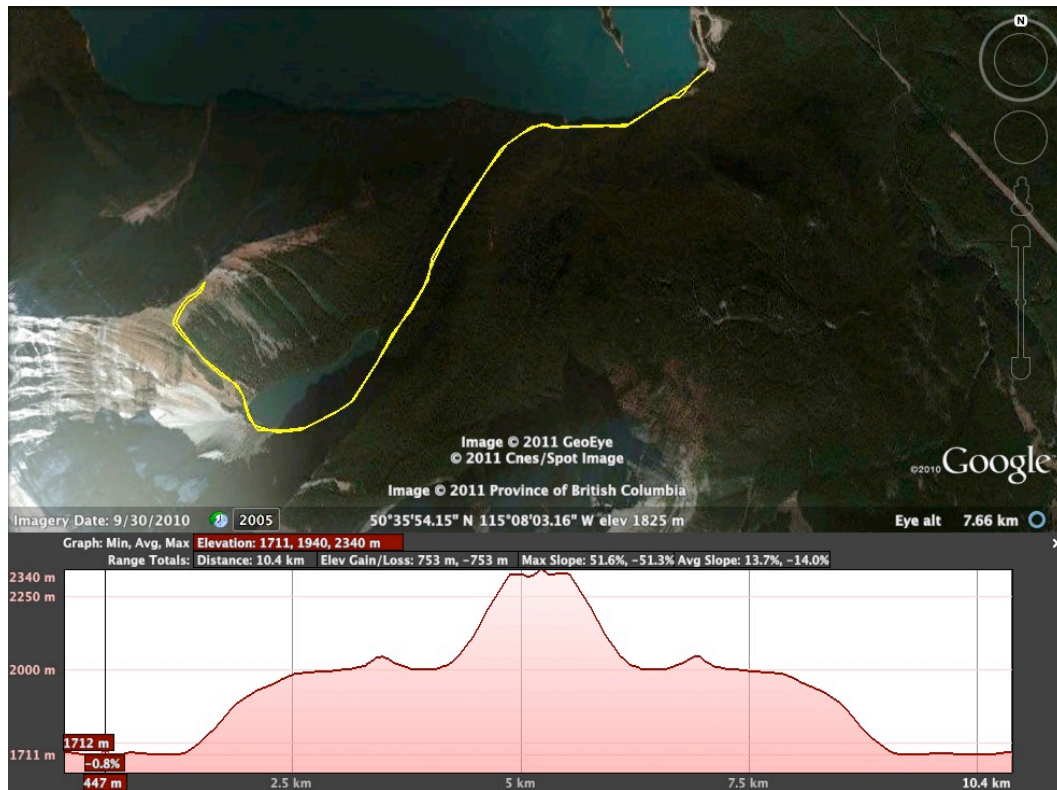 N
Image © 2011 GeoEye
© 2011 Cnes/Spot Image
©2010 Google
Image © 2011 Province of British Columbia
Imagery Date: 9/30/2010 2005 50°35'54.15" N 115°08'03.16" W elev 1825 m Eye alt 7.66 km
Graph: Min, Avg, Max Elevation: 1711, 1940, 2340 m
Range Totals: Distance: 10.4 km Elev Gain/Loss: 753 m, -753 m Max Slope: 51.6%, -51.3% Avg Slope: 13.7%, -14.0%
2340 m
2250 m
2000 m
1712 m
1711 m
-0.8%
447 m 2.5 km 5 km 7.5 km 10.4 km